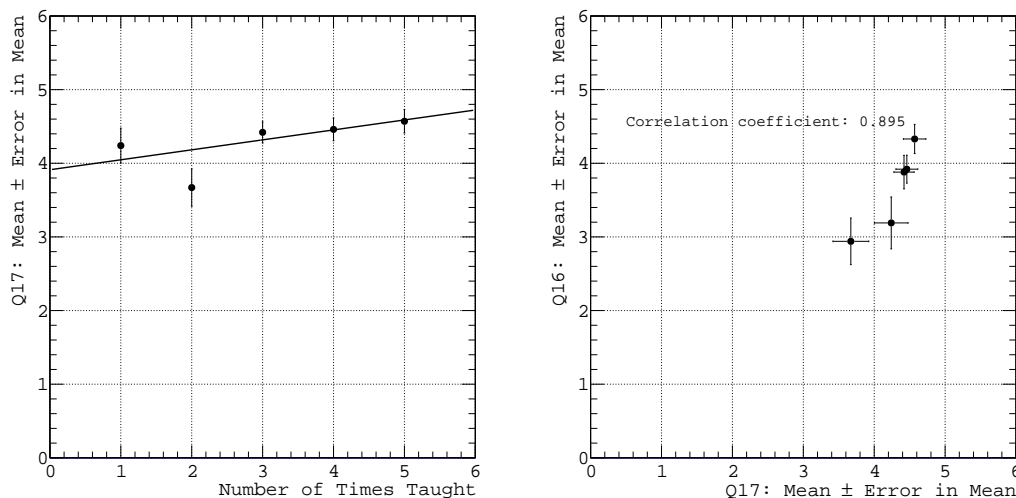 Q17: Mean ± Error in Mean
6
5
4
3
2
1
0
0 1 2 3 4 5 6
Number of Times Taught
Q16: Mean ± Error in Mean
6
5
4
3
2
1
0
Correlation coefficient: 0.895
0 1 2 3 4 5 6
Q17: Mean ± Error in Mean